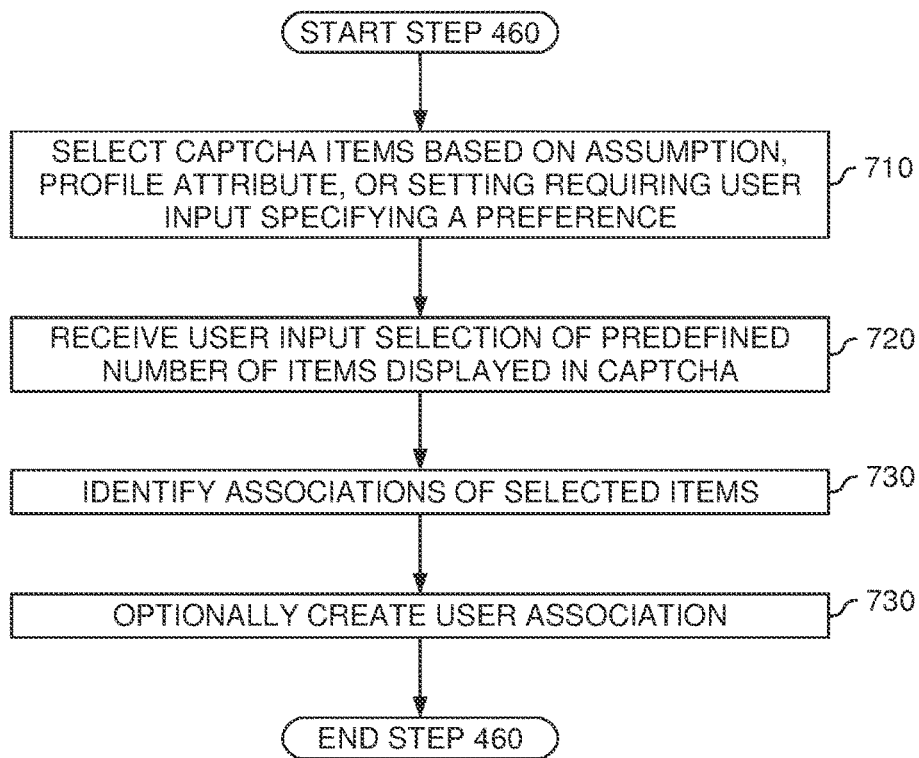 START STEP 460
SELECT CAPTCHA ITEMS BASED ON ASSUMPTION,
PROFILE ATTRIBUTE, OR SETTING REQUIRING USER
INPUT SPECIFYING A PREFERENCE
710
RECEIVE USER INPUT SELECTION OF PREDEFINED
NUMBER OF ITEMS DISPLAYED IN CAPTCHA
720
IDENTIFY ASSOCIATIONS OF SELECTED ITEMS
730
OPTIONALLY CREATE USER ASSOCIATION
730
END STEP 460